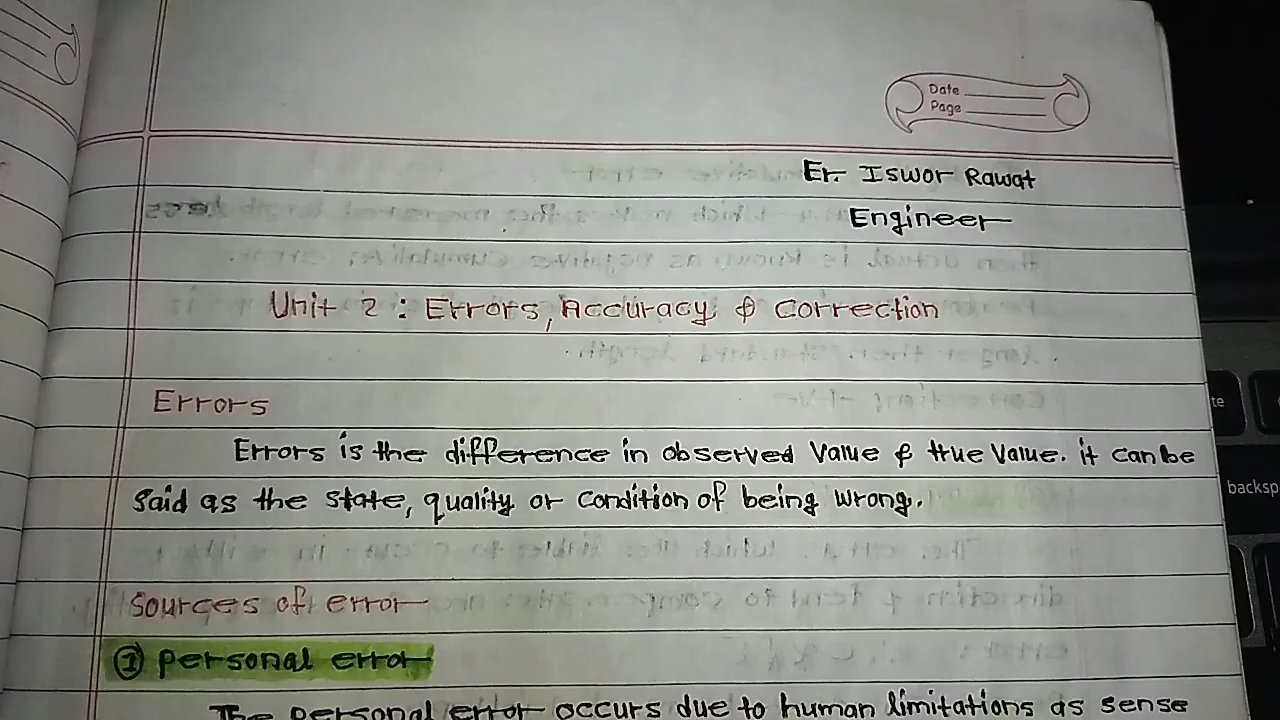 Date
Page
Er. Iswor Rawat
Engineer
Unit 2 : Errors, Accuracy & Correction
Errors
Errors is the difference in observed value & true value. it can be
said as the state, quality or condition of being wrong.
sources of error
① personal error
The personal error occurs due to human limitations as sense
te
backsp